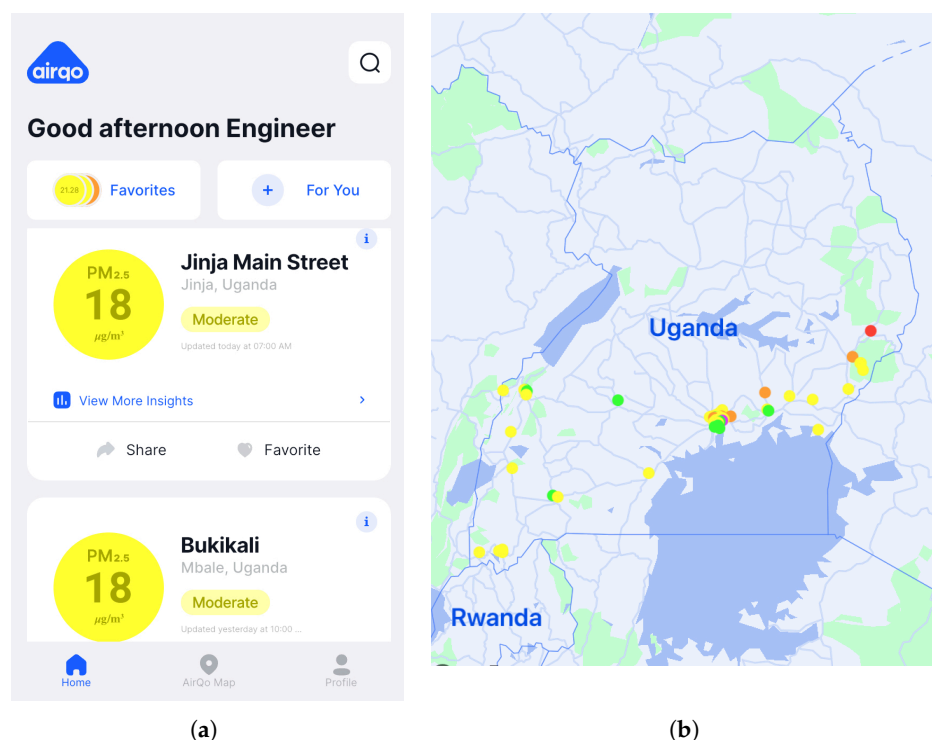 airqo
Good afternoon Engineer
21.28
Favorites
+
For You
i
PM2.5
18
μg/m³
Jinja Main Street
Jinja, Uganda
Moderate
Updated today at 07:00 AM
View More Insights
Share
Favorite
i
PM2.5
18
μg/m³
Bukikali
Mbale, Uganda
Moderate
Updated yesterday at 10:00 ...
Home
AirQo Map
Profile
(a)
Uganda
Rwanda
(b)